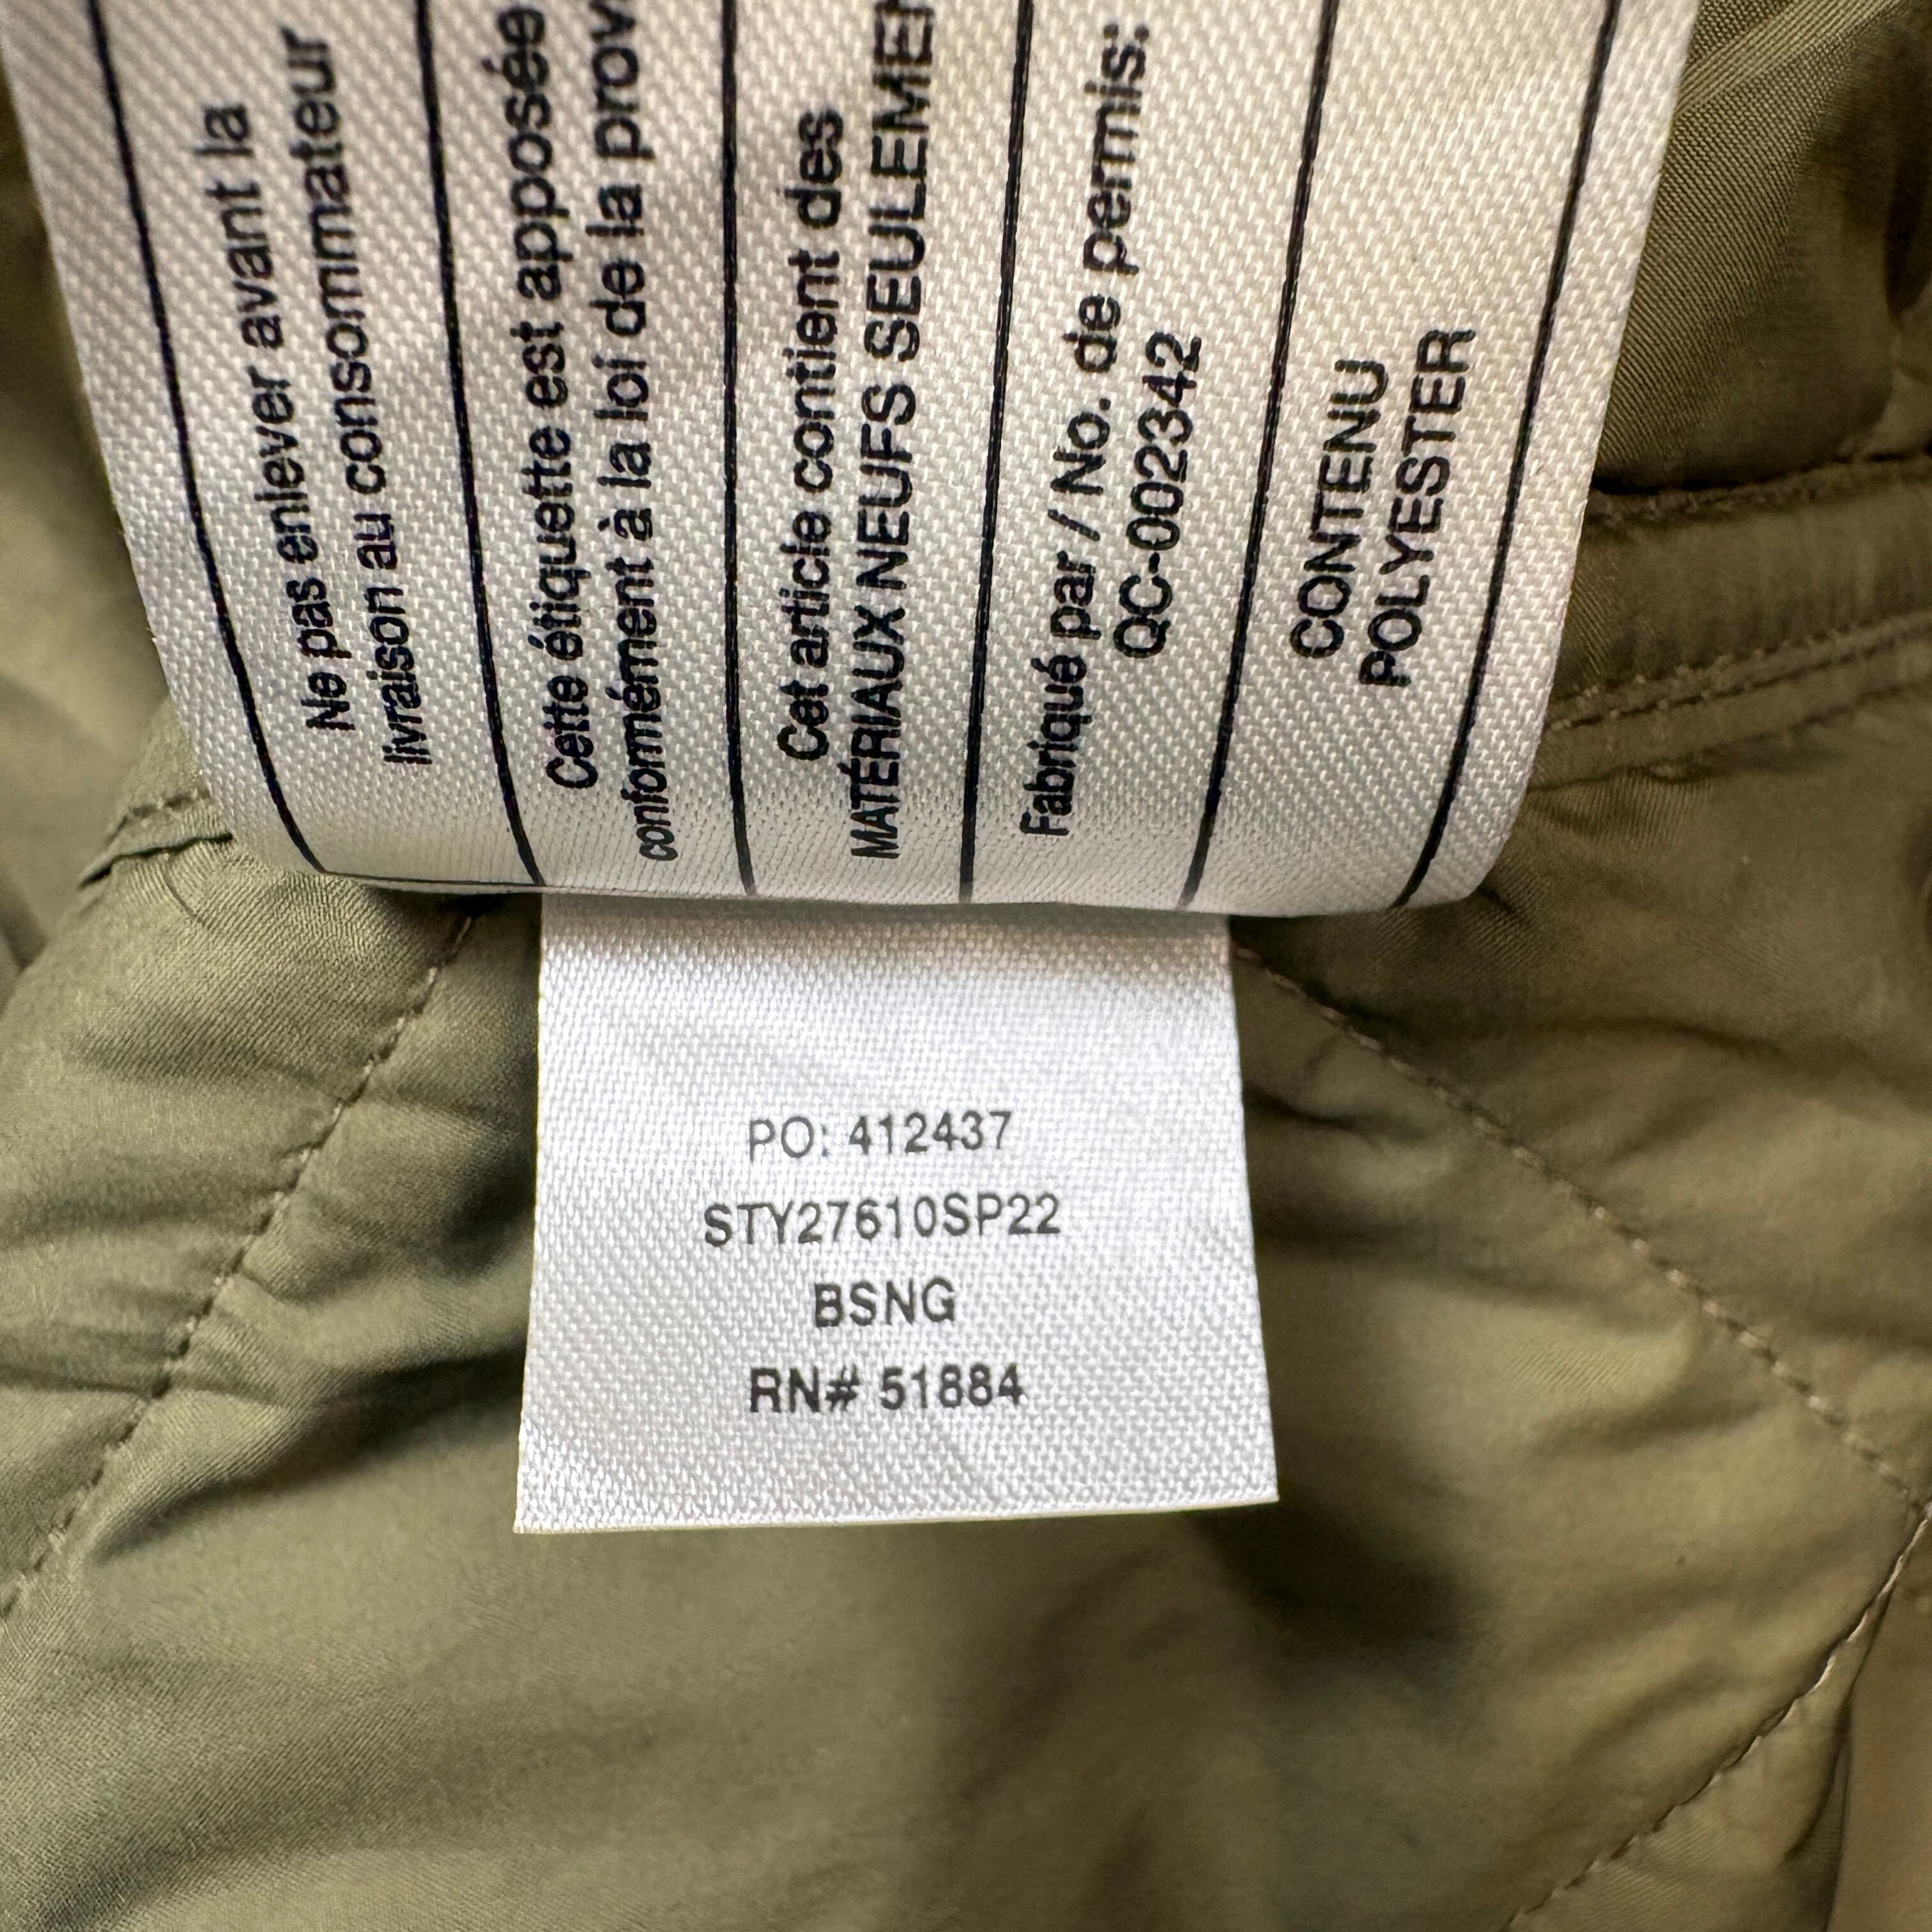 Ne pas enlever avant la
livraison au consommateur
Cette étiquette est apposée
conformément à la loi de la
Cet article contient des
MATÉRIAUX NEUFS
Fabriqué par / No. de permis:
QC-002342
CONTENU
POLYESTER
PO: 412437
STY27610SP22
BSNG
RN# 51884